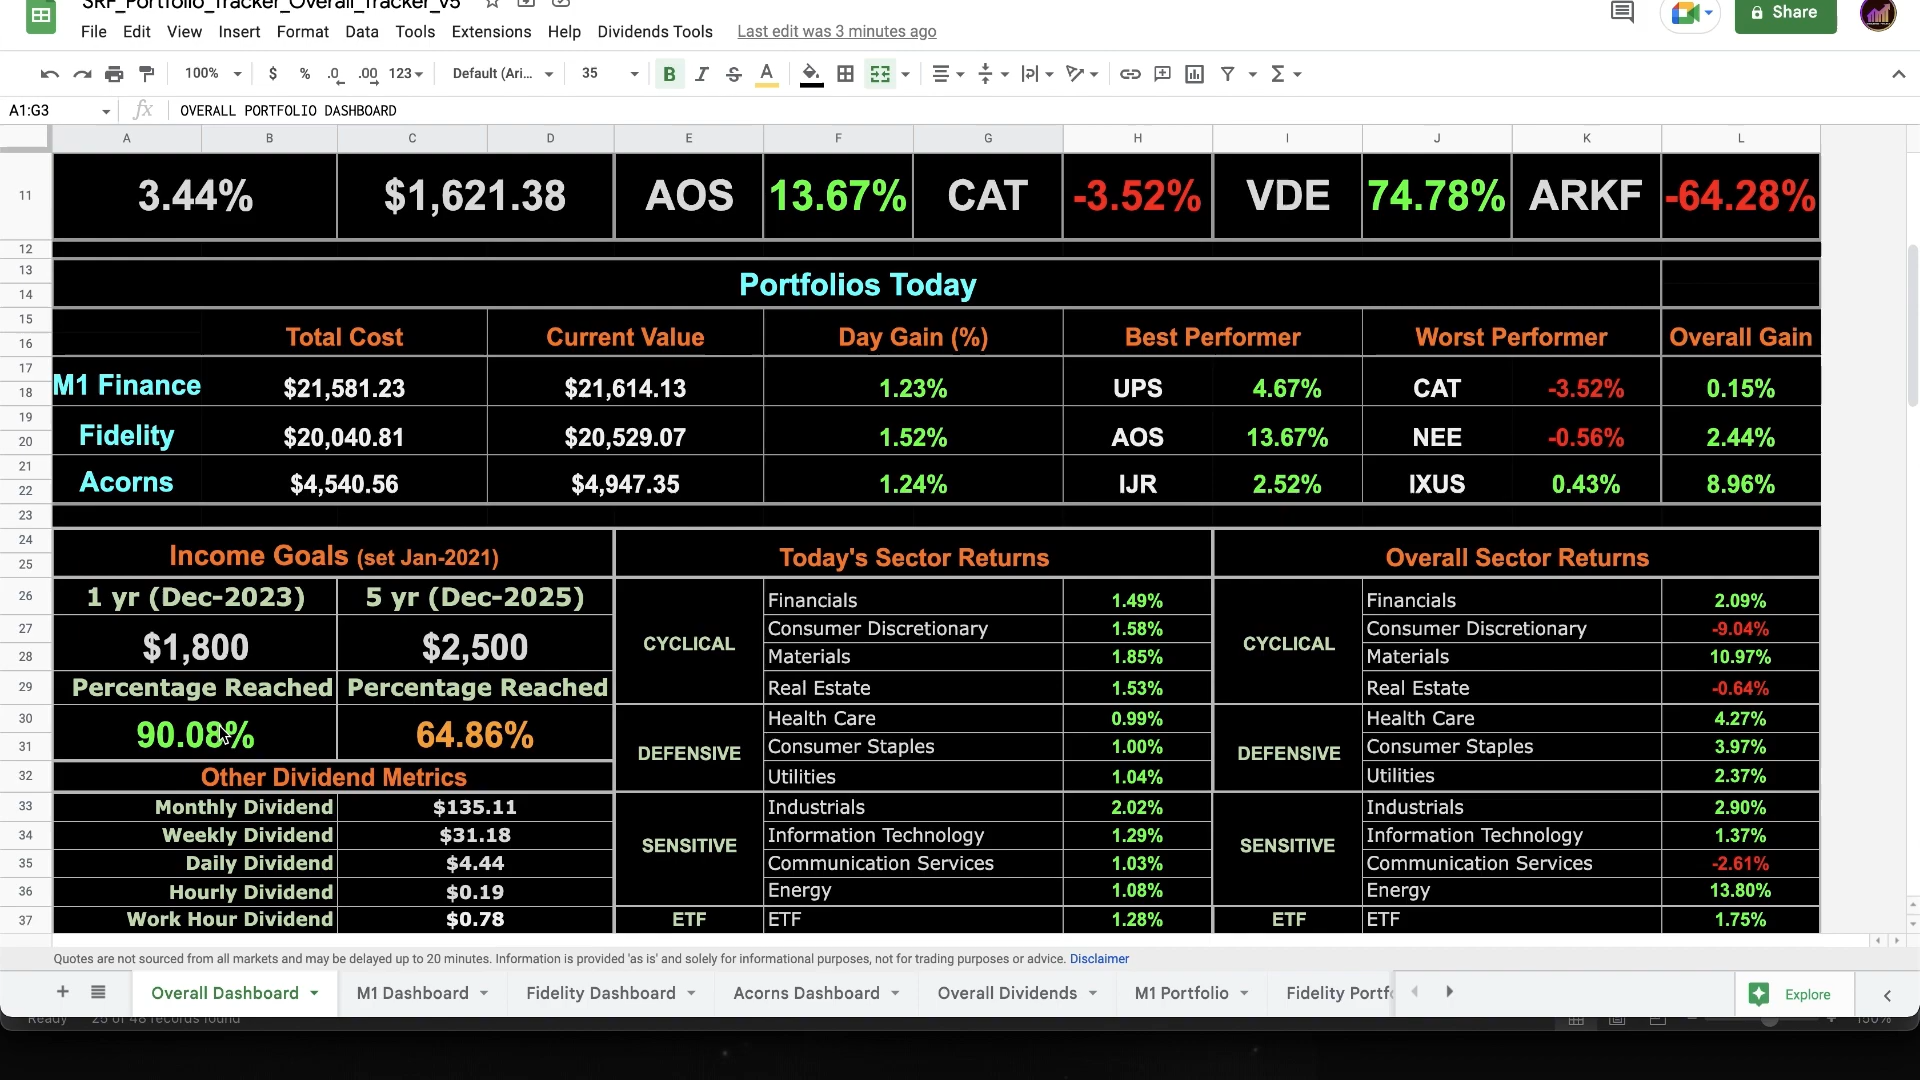 SRF_Portfolio_Tracker_Overall_Tracker_v5
File Edit View Insert Format Data Tools Extensions Help Dividends Tools Last edit was 3 minutes ago
Share
100% $ % .0 .00 123 Default (Ari... 35 B I S A
A1:G3 fx OVERALL PORTFOLIO DASHBOARD
A B C D E F G H I J K L
11 3.44% $1,621.38 AOS 13.67% CAT -3.52% VDE 74.78% ARKF -64.28%
12
13
Portfolios Today
14
15
Total Cost Current Value Day Gain (%) Best Performer Worst Performer Overall Gain
16
17
M1 Finance $21,581.23 $21,614.13 1.23% UPS 4.67% CAT -3.52% 0.15%
18
19
Fidelity $20,040.81 $20,529.07 1.52% AOS 13.67% NEE -0.56% 2.44%
20
21
Acorns $4,540.56 $4,947.35 1.24% IJR 2.52% IXUS 0.43% 8.96%
22
23
24
Income Goals (set Jan-2021) Today's Sector Returns Overall Sector Returns
25
26 1 yr (Dec-2023) 5 yr (Dec-2025) Financials 1.49% Financials 2.09%
27 Consumer Discretionary 1.58% Consumer Discretionary -9.04%
$1,800 $2,500 CYCLICAL CYCLICAL
28 Materials 1.85% Materials 10.97%
29 Percentage Reached Percentage Reached Real Estate 1.53% Real Estate -0.64%
30 Health Care 0.99% Health Care 4.27%
90.08% 64.86% DEFENSIVE DEFENSIVE
31 Consumer Staples 1.00% Consumer Staples 3.97%
32 Other Dividend Metrics Utilities 1.04% Utilities 2.37%
33 Monthly Dividend $135.11 Industrials 2.02% Industrials 2.90%
34 Weekly Dividend $31.18 SENSITIVE Information Technology 1.29% SENSITIVE Information Technology 1.37%
35 Daily Dividend $4.44 Communication Services 1.03% Communication Services -2.61%
36 Hourly Dividend $0.19 Energy 1.08% Energy 13.80%
37 Work Hour Dividend $0.78 ETF ETF 1.28% ETF ETF 1.75%
Quotes are not sourced from all markets and may be delayed up to 20 minutes. Information is provided 'as is' and solely for informational purposes, not for trading purposes or advice. Disclaimer
Overall Dashboard M1 Dashboard Fidelity Dashboard Acorns Dashboard Overall Dividends M1 Portfolio Fidelity Portf Explore
Ready 25 of 48 records found 150%